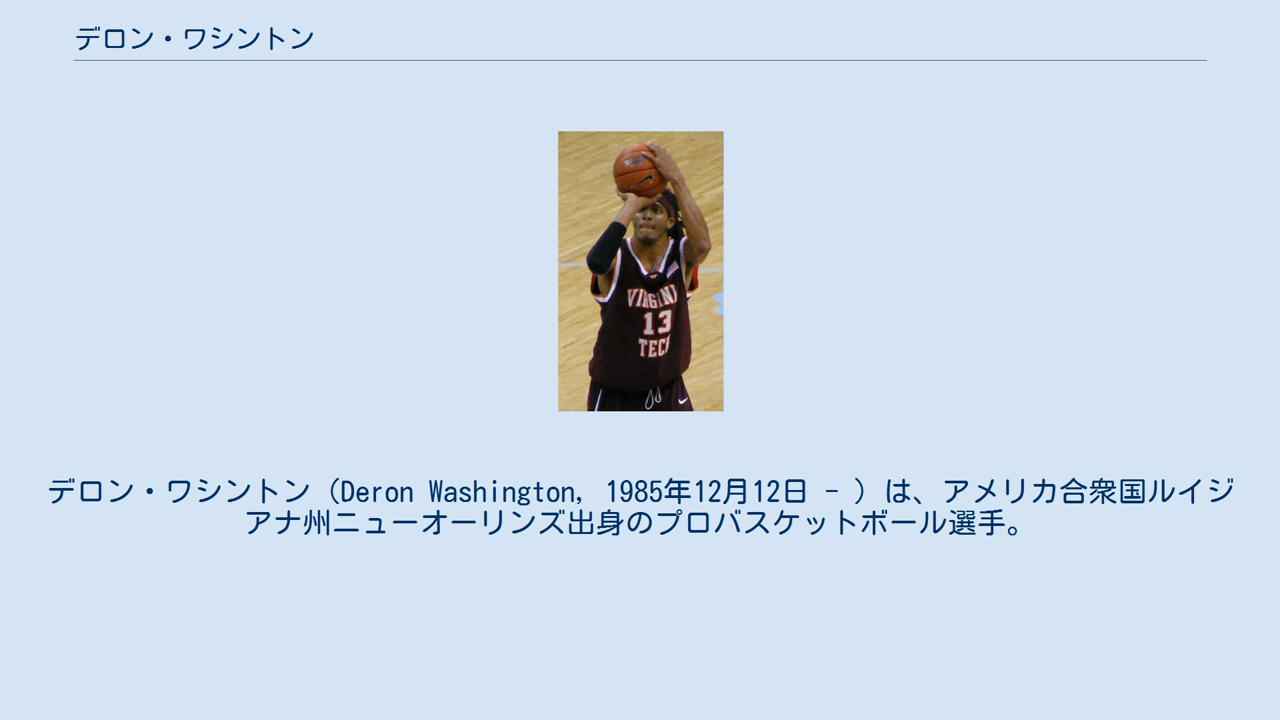 デロン・ワシントン
VIRGINI
13
TECH
デロン・ワシントン（Deron Washington, 1985年12月12日 - ）は、アメリカ合衆国ルイジ
アナ州ニューオーリンズ出身のプロバスケットボール選手。